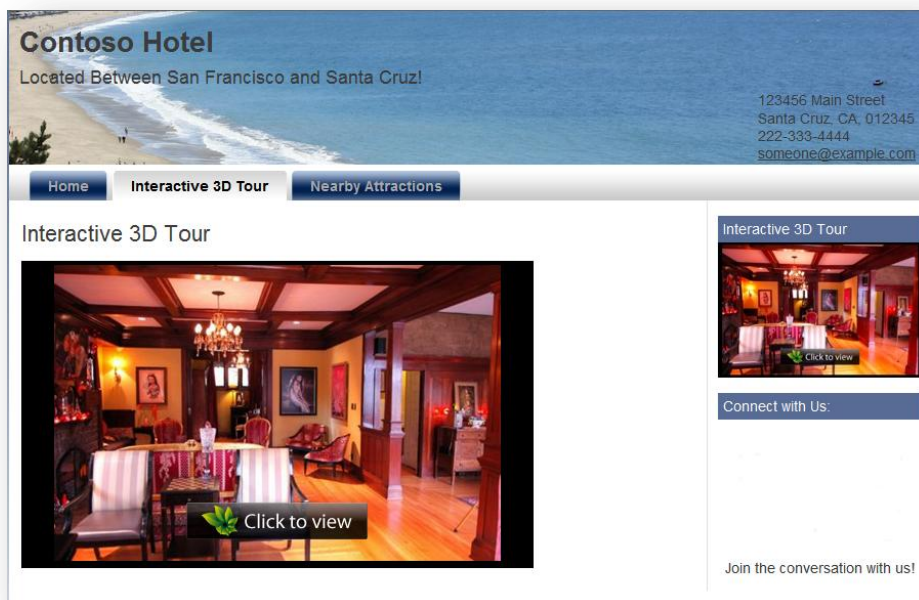 Contoso Hotel
Located Between San Francisco and Santa Cruz!
123456 Main Street
Santa Cruz, CA, 012345
222-333-4444
someone@example.com
Home
Interactive 3D Tour
Nearby Attractions
Interactive 3D Tour
Click to view
Interactive 3D Tour
Click to view
Connect with Us:
Join the conversation with us!